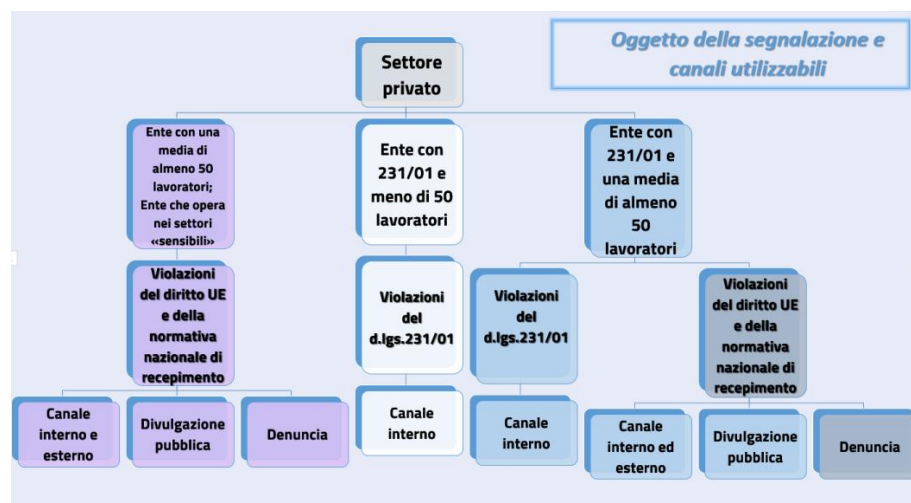 Oggetto della segnalazione e
canali utilizzabili
Settore
privato
Ente con una
media di
almeno 50
lavoratori;
Ente che opera
nei settori
«sensibili»
Ente con
231/01 e
meno di 50
lavoratori
Ente con
231/01 e
una media
di almeno
50
lavoratori
Violazioni
del diritto UE
e della
normativa
nazionale di
recepimento
Violazioni
del
d.lgs.231/01
Violazioni
del
d.lgs.231/01
Violazioni
del diritto UE
e della
normativa
nazionale di
recepimento
Canale
interno e
esterno
Divulgazione
pubblica
Denuncia
Canale
interno
Canale
interno
Canale
interno ed
esterno
Divulgazione
pubblica
Denuncia